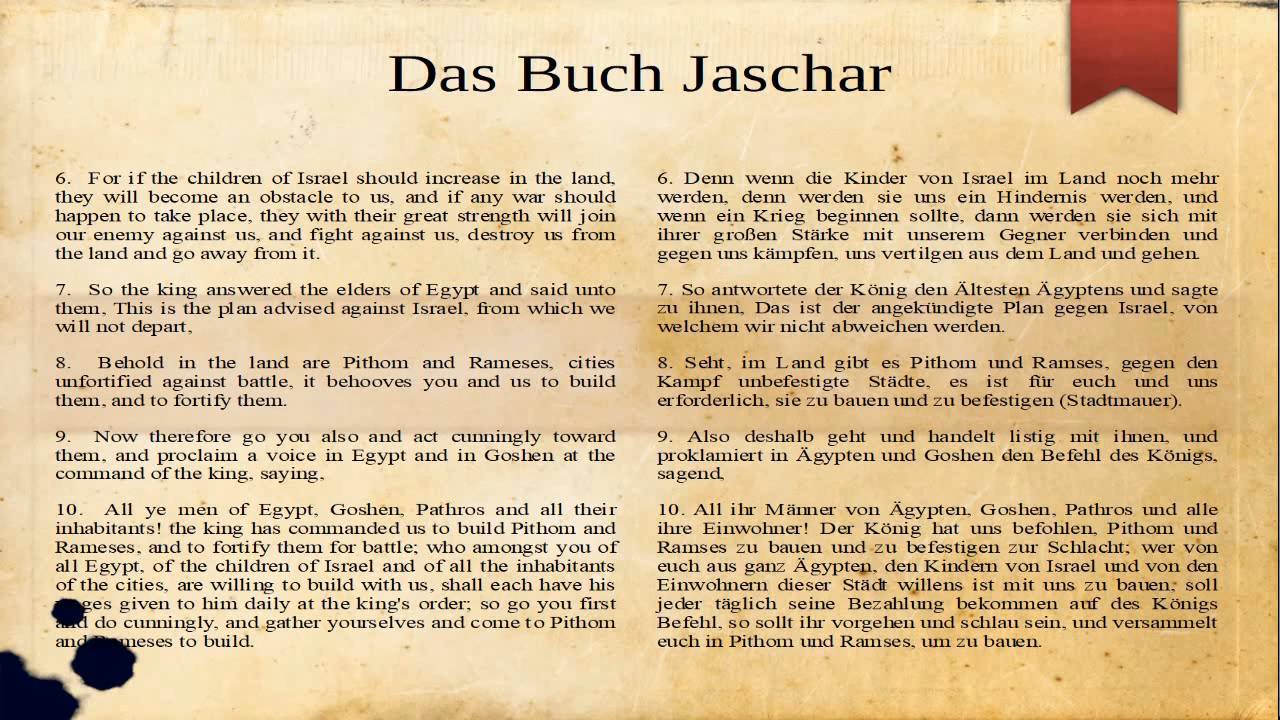 Das Buch Jaschar
6. For if the children of Israel should increase in the land,
they will become an obstacle to us, and if any war should
happen to take place, they with their great strength will join
our enemy against us, and fight against us, destroy us from
the land and go away from it.
7. So the king answered the elders of Egypt and said unto
them, This is the plan advised against Israel, from which we
will not depart,
8. Behold in the land are Pithom and Rameses, cities
unfortified against battle, it behooves you and us to build
them, and to fortify them.
9. Now therefore go you also and act cunningly toward
them, and proclaim a voice in Egypt and in Goshen at the
command of the king, saying,
10. All ye men of Egypt, Goshen, Pathros and all their
inhabitants! the king has commanded us to build Pithom and
Rameses, and to fortify them for battle; who amongst you of
all Egypt, of the children of Israel and of all the inhabitants
of the cities, are willing to build with us, shall each have his
wages given to him daily at the king's order; so go you first
and do cunningly, and gather yourselves and come to Pithom
and Rameses to build.
6. Denn wenn die Kinder von Israel im Land noch mehr
werden, denn werden sie uns ein Hindernis werden, und
wenn ein Krieg beginnen sollte, dann werden sie sich mit
ihrer großen Stärke mit unserem Gegner verbinden und
gegen uns kämpfen, uns vertilgen aus dem Land und gehen.
7. So antwortete der König den Ältesten Ägyptens und sagte
zu ihnen, Das ist der angekündigte Plan gegen Israel, von
welchem wir nicht abweichen werden.
8. Seht, im Land gibt es Pithom und Ramses, gegen den
Kampf unbefestigte Städte, es ist für euch und uns
erforderlich, sie zu bauen und zu befestigen (Stadtmauer).
9. Also deshalb geht und handelt listig mit ihnen, und
proklamiert in Ägypten und Goshen den Befehl des Königs,
sagend,
10. All ihr Männer von Ägypten, Goshen, Pathros und alle
ihre Einwohner! Der König hat uns befohlen, Pithom und
Ramses zu bauen und zu befestigen zur Schlacht; wer von
euch aus ganz Ägypten, den Kindern von Israel und von den
Einwohnern dieser Städt willens ist mit uns zu bauen, soll
jeder täglich seine Bezahlung bekommen auf des Königs
Befehl, so sollt ihr vorgehen und schlau sein, und versammelt
euch in Pithom und Ramses, um zu bauen.